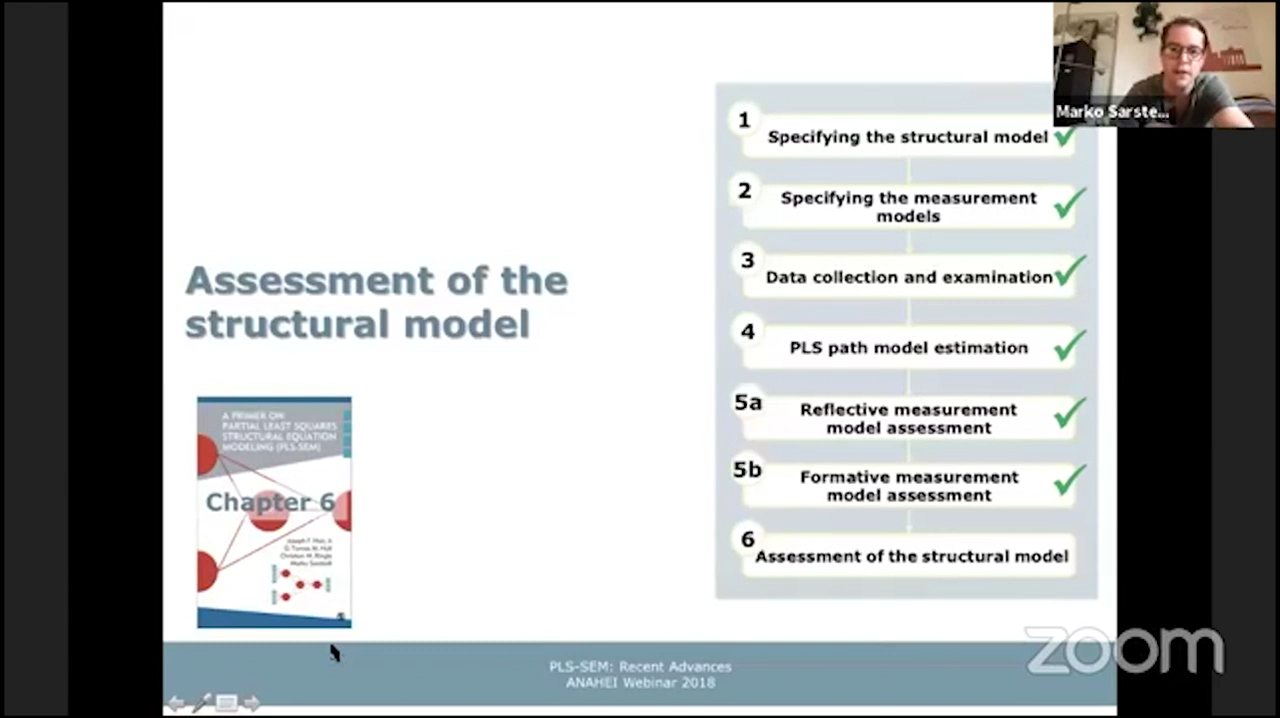 Marko Sarste...
Assessment of the
structural model
A PRIMER ON
PARTIAL LEAST SQUARES
STRUCTURAL EQUATION
MODELING (PLS-SEM)
Chapter 6
1
Specifying the structural model
2
Specifying the measurement
models
3
Data collection and examination
4
PLS path model estimation
5a
Reflective measurement
model assessment
5b
Formative measurement
model assessment
6
Assessment of the structural model
PLS-SEM: Recent Advances
ANAHEI Webinar 2018
zoom